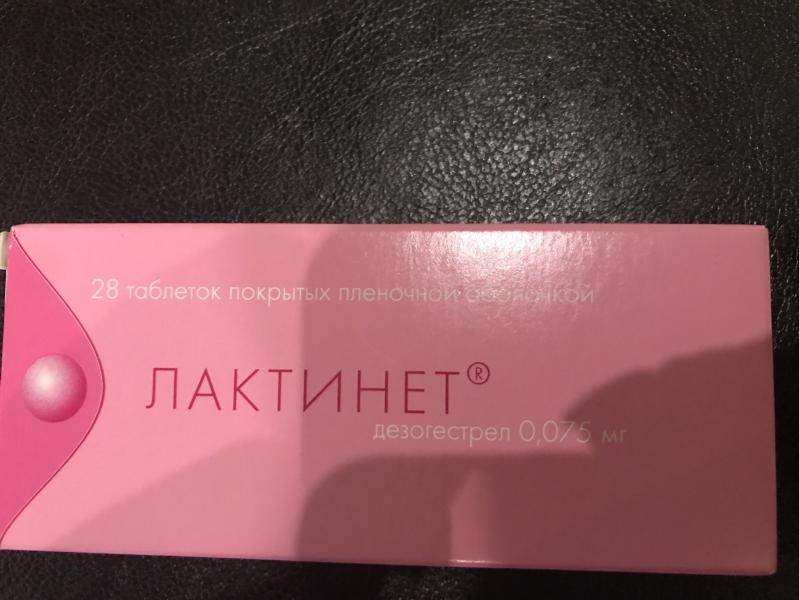 28 таблеток покрытых пленочной оболочкой
ЛАКТИНЕТ®
дезогестрел 0,075 мг